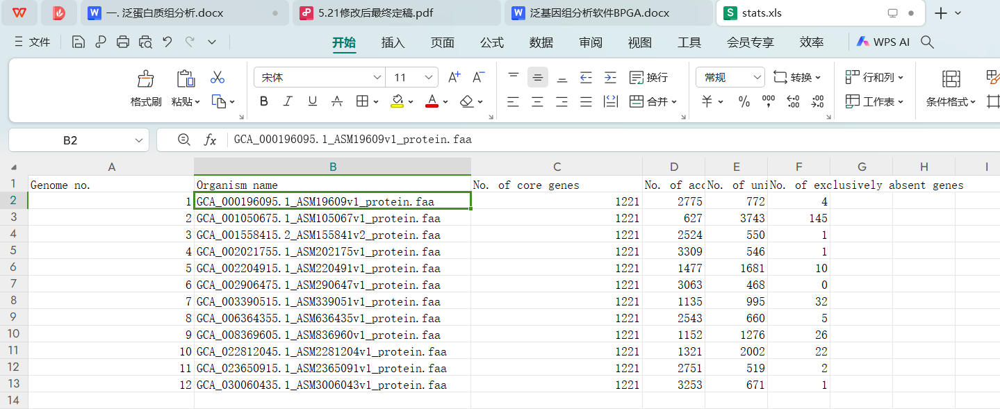 一. 泛蛋白质组分析.docx
5.21修改后最终定稿.pdf
泛基因组分析软件BPGA.docx
stats.xls
文件
开始 插入 页面 公式 数据 审阅 视图 工具 会员专享 效率 WPS AI
宋体 11 A+ A- 换行 常规 转换 行和列
格式刷 粘贴 B I U A A 合并 ¥ % 000 .00 .00 工作表 条件格式
B2 fx GCA_000196095.1_ASM19609v1_protein.faa
A B C D E F G H I
1 Genome no. Organism name No. of core genes No. of acc No. of uni No. of exclusively absent genes
2 1 GCA_000196095.1_ASM19609v1_protein.faa 1221 2775 772 4
3 2 GCA_001050675.1_ASM105067v1_protein.faa 1221 627 3743 145
4 3 GCA_001558415.2_ASM155841v2_protein.faa 1221 2524 550 1
5 4 GCA_002021755.1_ASM202175v1_protein.faa 1221 3309 546 1
6 5 GCA_002204915.1_ASM220491v1_protein.faa 1221 1477 1681 10
7 6 GCA_002906475.1_ASM290647v1_protein.faa 1221 3063 468 0
8 7 GCA_003390515.1_ASM339051v1_protein.faa 1221 1135 995 32
9 8 GCA_006364355.1_ASM636435v1_protein.faa 1221 2543 660 5
10 9 GCA_008369605.1_ASM836960v1_protein.faa 1221 1152 1276 26
11 10 GCA_022812045.1_ASM2281204v1_protein.faa 1221 1321 2002 22
12 11 GCA_023650915.1_ASM2365091v1_protein.faa 1221 2751 519 2
13 12 GCA_030060435.1_ASM3006043v1_protein.faa 1221 3253 671 1
14